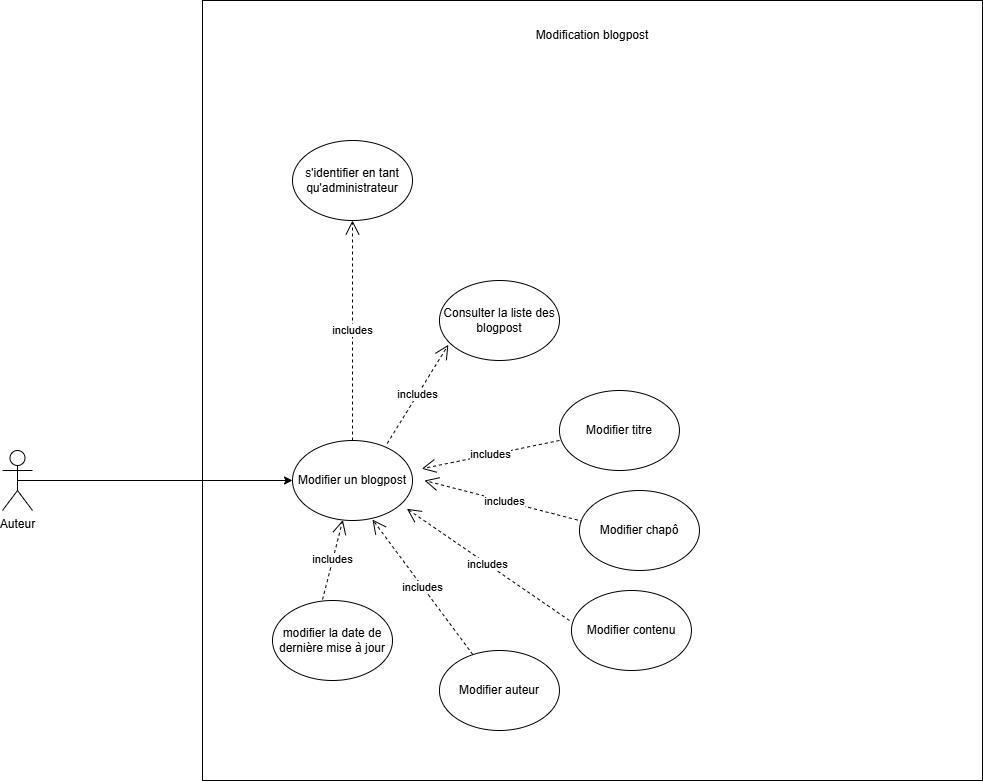 Modification blogpost
s'identifier en tant
qu'administrateur
includes
Consulter la liste des
blogpost
includes
Modifier titre
includes
Modifier un blogpost
includes
Modifier chapô
Auteur
includes
includes
includes
Modifier contenu
modifier la date de
dernière mise à jour
Modifier auteur